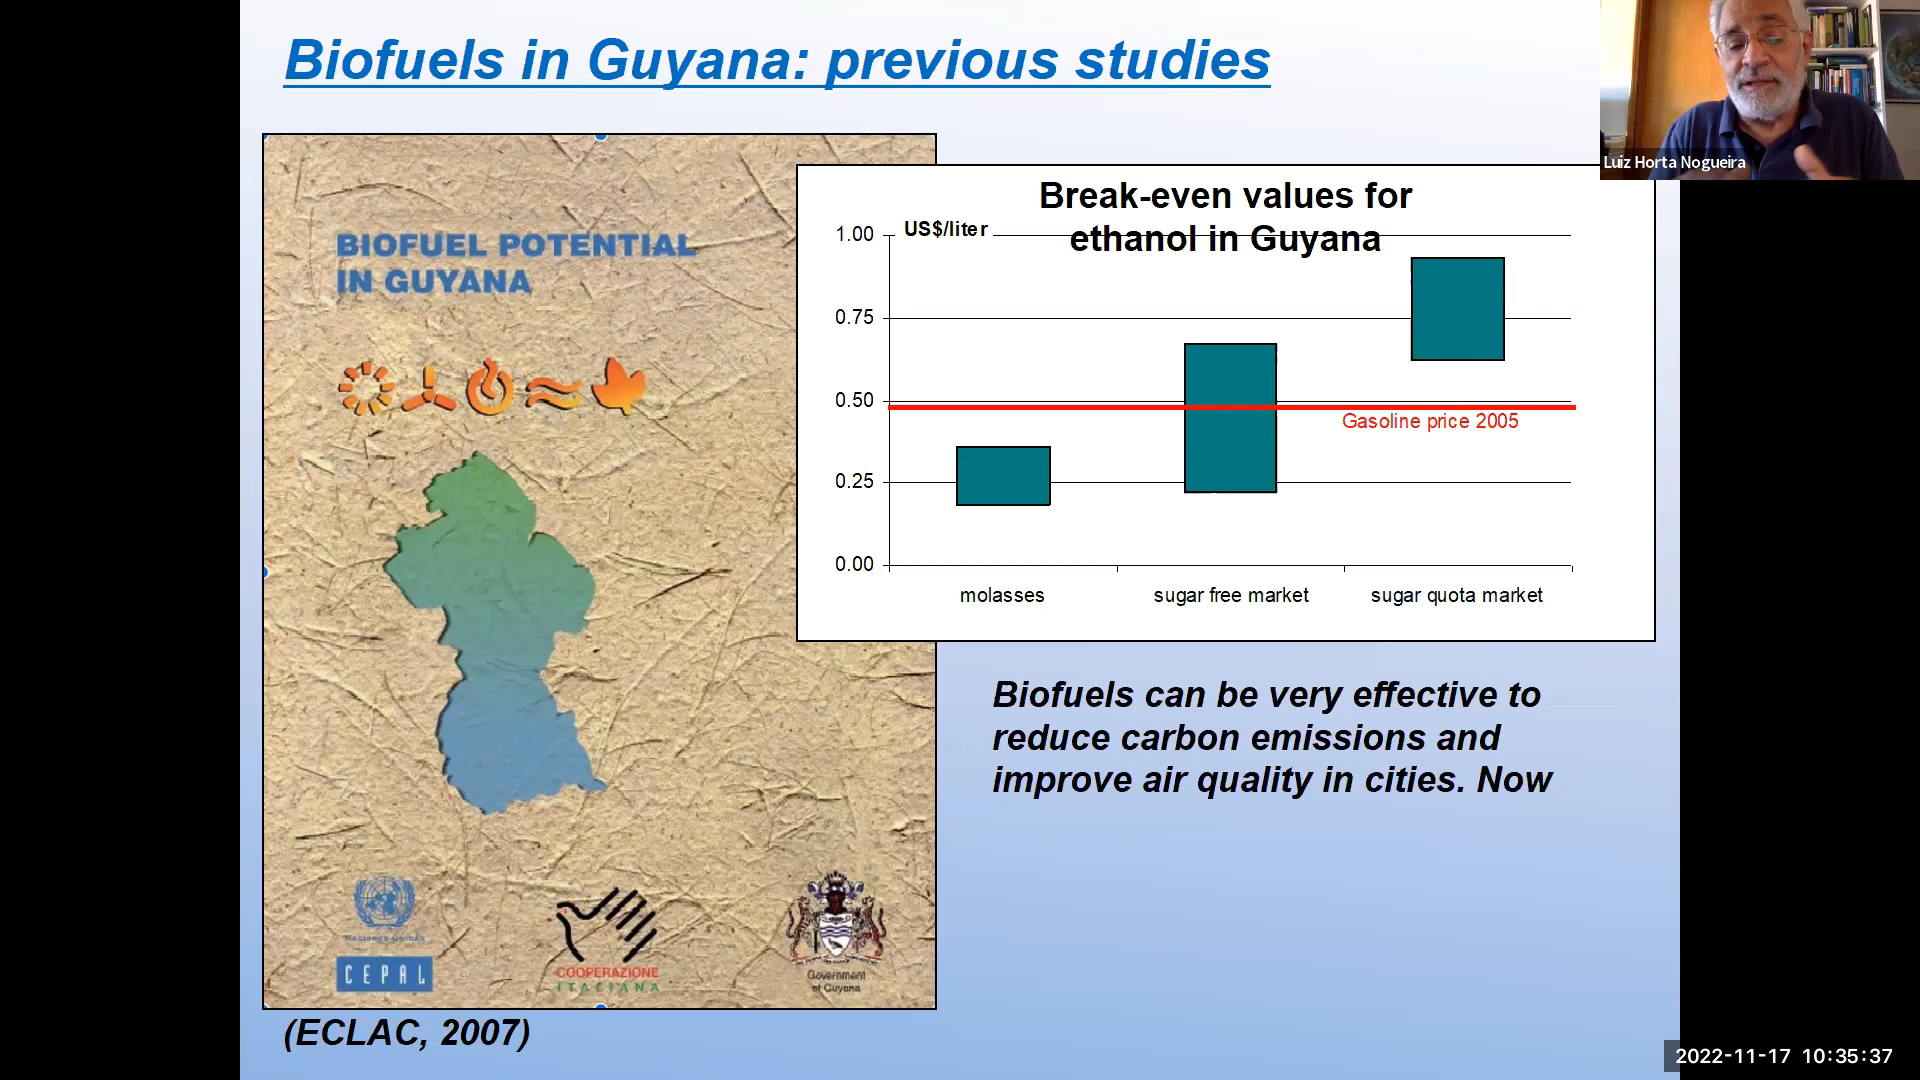 Biofuels in Guyana: previous studies
Luiz Horta Nogueira
BIOFUEL POTENTIAL
IN GUYANA
NACIONES UNIDAS
CEPAL
COOPERAZIONE
ITALIANA
Government
of Guyana
(ECLAC, 2007)
Break-even values for
ethanol in Guyana
US$/liter
1.00
0.75
0.50
0.25
0.00
Gasoline price 2005
molasses
sugar free market
sugar quota market
Biofuels can be very effective to
reduce carbon emissions and
improve air quality in cities. Now
2022-11-17 10:35:37